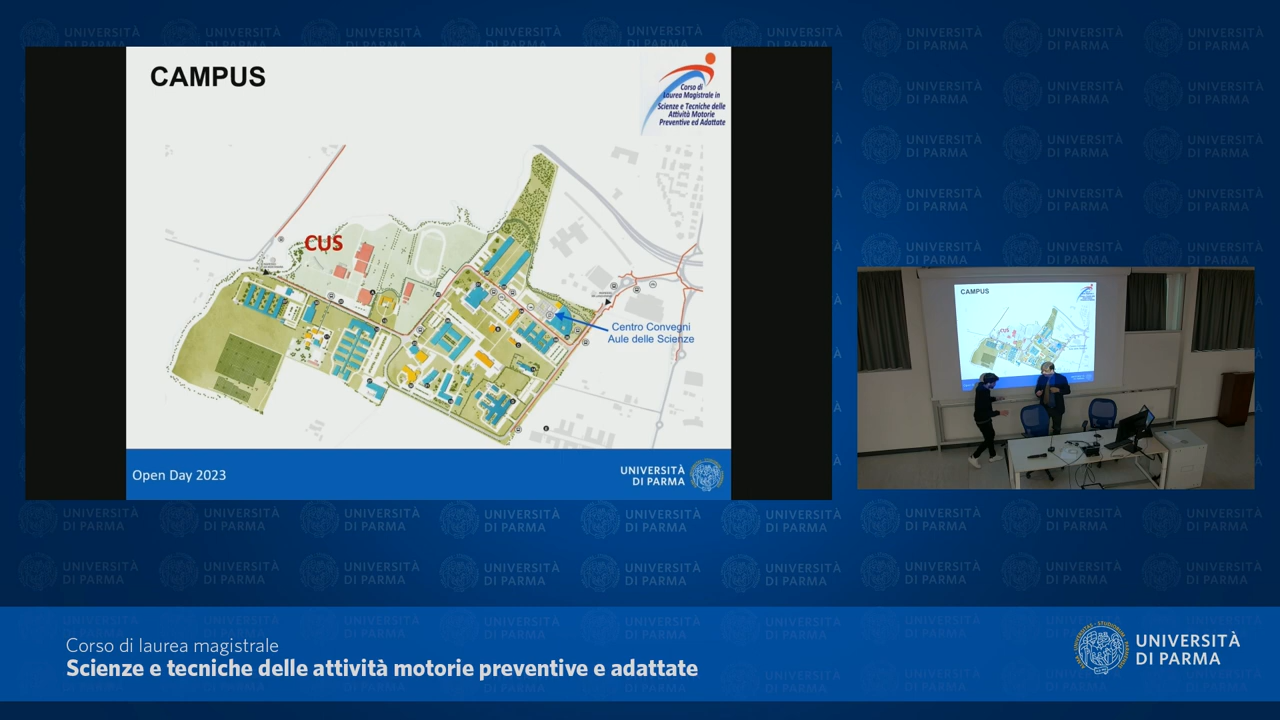 CAMPUS
Corso di
Laurea Magistrale in
Scienze e Tecniche delle
Attività Motorie
Preventive ed Adattate
CUS
Centro Convegni
Aule delle Scienze
Open Day 2023
UNIVERSITÀ
DI PARMA
CAMPUS
Corso di laurea magistrale
Scienze e tecniche delle attività motorie preventive e adattate
UNIVERSITÀ
DI PARMA